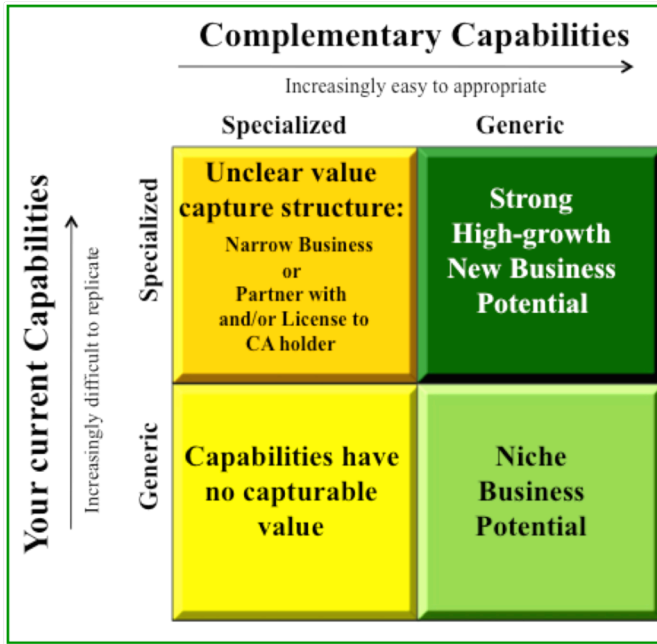 Complementary Capabilities
Increasingly easy to appropriate
Specialized
Generic
Your current Capabilities
Increasingly difficult to replicate
Specialized
Unclear value
capture structure:
Narrow Business
or
Partner with
and/or License to
CA holder
Strong
High-growth
New Business
Potential
Generic
Capabilities have
no capturable
value
Niche
Business
Potential